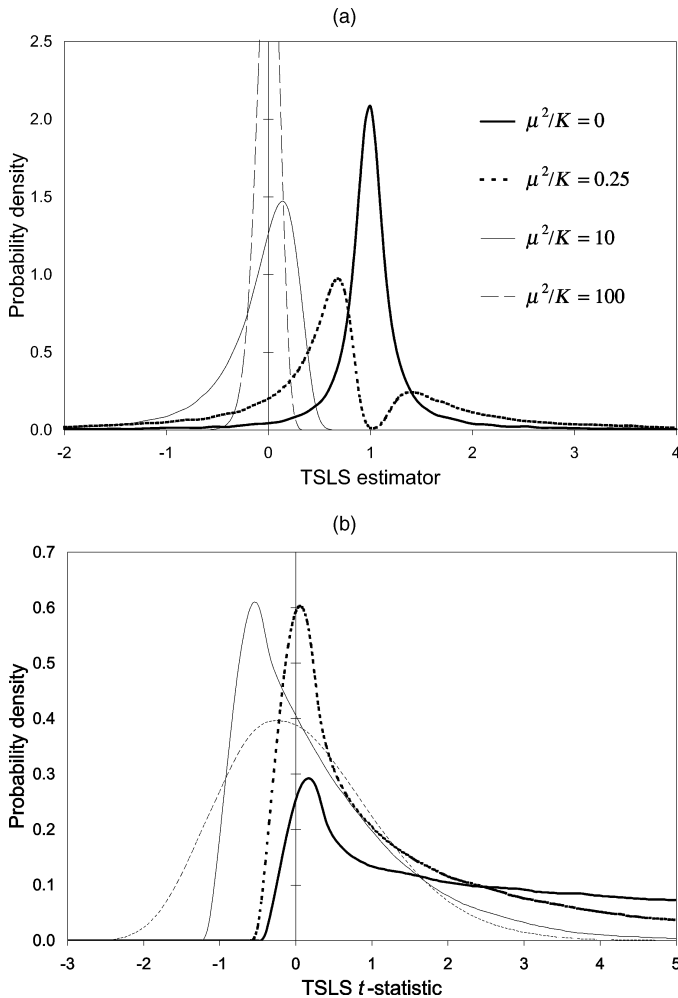 (a)
2.5
2.0
1.5
1.0
0.5
0.0
Probability density
μ²/K = 0
μ²/K = 0.25
μ²/K = 10
μ²/K = 100
-2 -1 0 1 2 3 4
TSLS estimator
(b)
0.7
0.6
0.5
0.4
0.3
0.2
0.1
0.0
Probability density
-3 -2 -1 0 1 2 3 4 5
TSLS t-statistic